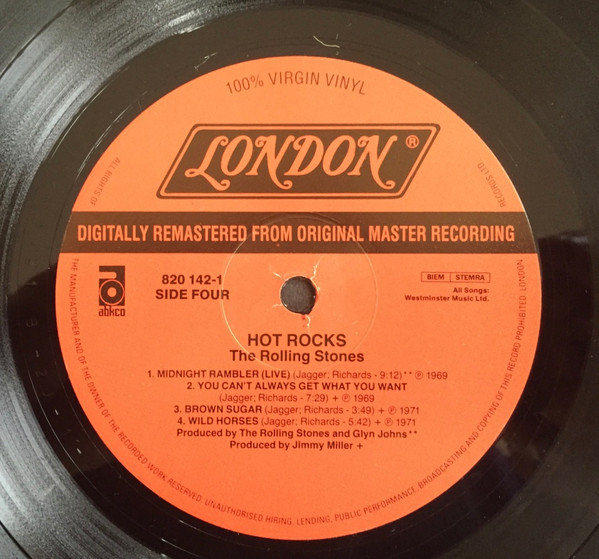 100% VIRGIN VINYL
LONDON®
ALL RIGHTS OF
RECORDS LTD.
DIGITALLY REMASTERED FROM ORIGINAL MASTER RECORDING
abkco
820 142-1
SIDE FOUR
BIEM STEMRA
All Songs:
Westminster Music Ltd.
HOT ROCKS
The Rolling Stones
1. MIDNIGHT RAMBLER (LIVE) (Jagger; Richards - 9:12)** ℗ 1969
2. YOU CAN'T ALWAYS GET WHAT YOU WANT
(Jagger; Richards - 7:29) + ℗ 1969
3. BROWN SUGAR (Jagger; Richards - 3:49) + ℗ 1971
4. WILD HORSES (Jagger; Richards - 5:42) + ℗ 1971
Produced by The Rolling Stones and Glyn Johns**
Produced by Jimmy Miller +
THE MANUFACTURER AND OF THE OWNER OF THE RECORDED WORK RESERVED. UNAUTHORISED HIRING, LENDING, PUBLIC PERFORMANCE, BROADCASTING AND COPYING OF THIS RECORD PROHIBITED. LONDON